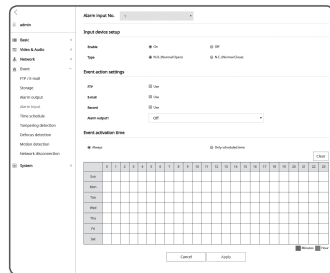 admin
Basic
Video & Audio
Network
Event
FTP / E-mail
Storage
Alarm output
Alarm input
Time schedule
Tampering detection
Defocus detection
Motion detection
Network disconnection
System
Alarm input No. 1
Input device setup
Enable On Off
Type N.O. (Normal Open) N.C. (Normal Close)
Event action settings
FTP Use
E-mail Use
Record Use
Alarm output1 Off
Event activation time
Always Only scheduled time
Clear
0 1 2 3 4 5 6 7 8 9 10 11 12 13 14 15 16 17 18 19 20 21 22 23
Sun
Mon
Tue
Wed
Thu
Fri
Sat
Minutes Hour
Cancel Apply